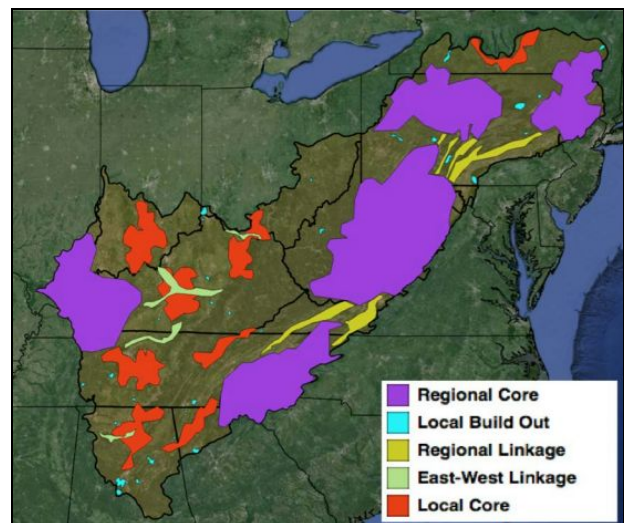 Regional Core
Local Build Out
Regional Linkage
East-West Linkage
Local Core